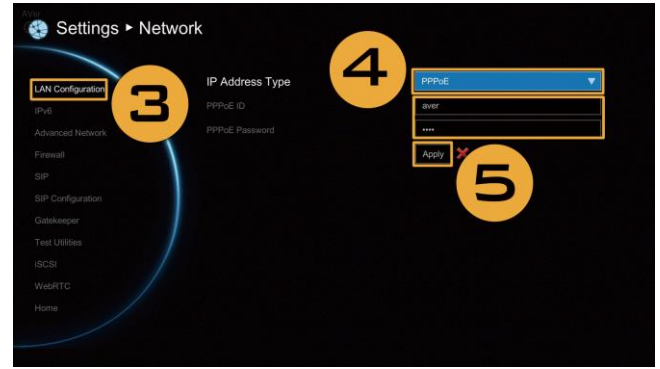 AVer
Settings ▸ Network
LAN Configuration
IPv6
Advanced Network
Firewall
SIP
SIP Configuration
Gatekeeper
Test Utilities
iSCSI
WebRTC
Home
3
IP Address Type
4
PPPoE
PPPoE ID
aver
PPPoE Password
••••
Apply
5